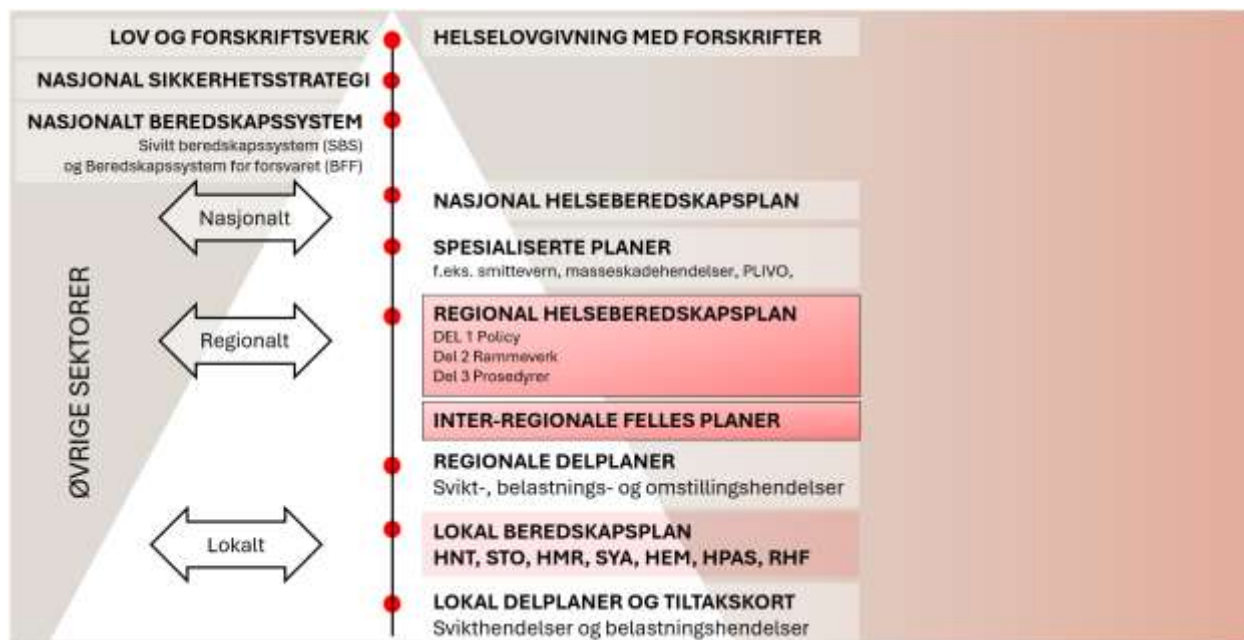 LOV OG FORSKRIFTSVERK
HELSELOVGIVNING MED FORSKRIFTER
NASJONAL SIKKERHETSSTRATEGI
NASJONALT BEREDSKAPSSYSTEM
Sivilt beredskapssystem (SBS)
og Beredskapssystem for forsvaret (BFF)
NASJONAL HELSEBEREDSKAPSPLAN
Nasjonalt
SPESIALISERTE PLANER
f.eks. smittevern, masseskadehendelser, PLIVO,
ØVRIGE SEKTORER
REGIONAL HELSEBEREDSKAPSPLAN
DEL 1 Policy
Del 2 Rammeverk
Del 3 Prosedyrer
Regionalt
INTER-REGIONALE FELLES PLANER
REGIONALE DELPLANER
Svikt-, belastnings- og omstillingshendelser
LOKAL BEREDSKAPSPLAN
HNT, STO, HMR, SYA, HEM, HPAS, RHF
Lokalt
LOKAL DELPLANER OG TILTAKSKORT
Svikthendelser og belastningshendelser